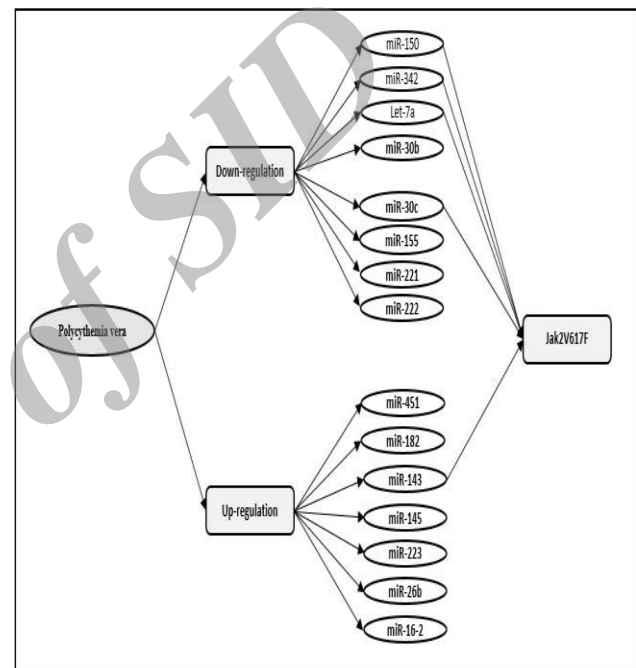 miR-150
miR-342
Let-7a
miR-30b
Down-regulation
miR-30c
miR-155
miR-221
miR-222
Polycythemia vera
Jak2V617F
miR-451
miR-182
miR-143
Up-regulation
miR-145
miR-223
miR-26b
miR-16-2
of SID